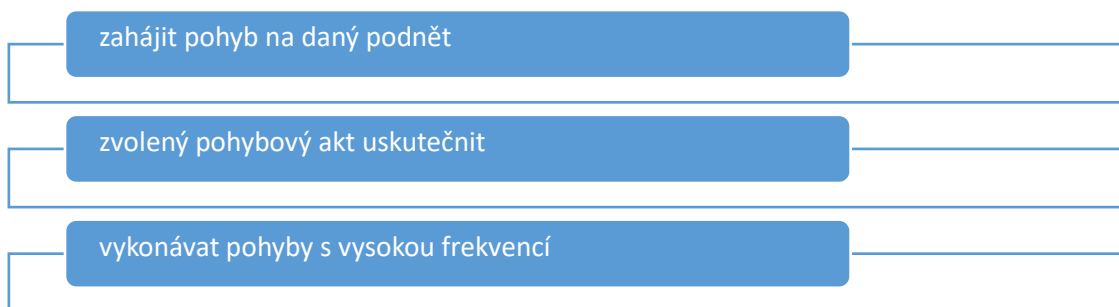 zahájit pohyb na daný podnět
zvolený pohybový akt uskutečnit
vykonávat pohyby s vysokou frekvencí